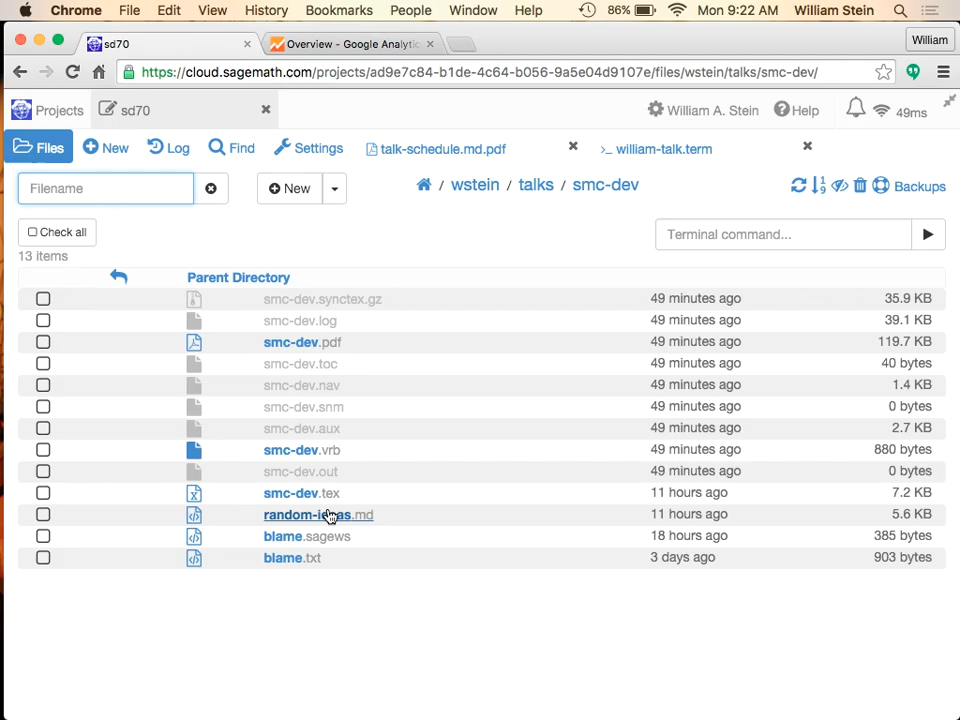 Chrome File Edit View History Bookmarks People Window Help 86% Mon 9:22 AM William Stein
sd70 Overview - Google Analytic William
https://cloud.sagemath.com/projects/ad9e7c84-b1de-4c64-b056-9a5e04d9107e/files/wstein/talks/smc-dev/
Projects sd70 William A. Stein Help 49ms
Files New Log Find Settings talk-schedule.md.pdf >_ william-talk.term
Filename New / wstein / talks / smc-dev Backups
Check all Terminal command...
13 items
Parent Directory
smc-dev.synctex.gz 49 minutes ago 35.9 KB
smc-dev.log 49 minutes ago 39.1 KB
smc-dev.pdf 49 minutes ago 119.7 KB
smc-dev.toc 49 minutes ago 40 bytes
smc-dev.nav 49 minutes ago 1.4 KB
smc-dev.snm 49 minutes ago 0 bytes
smc-dev.aux 49 minutes ago 2.7 KB
smc-dev.vrb 49 minutes ago 880 bytes
smc-dev.out 49 minutes ago 0 bytes
smc-dev.tex 11 hours ago 7.2 KB
random-ideas.md 11 hours ago 5.6 KB
blame.sagews 18 hours ago 385 bytes
blame.txt 3 days ago 903 bytes